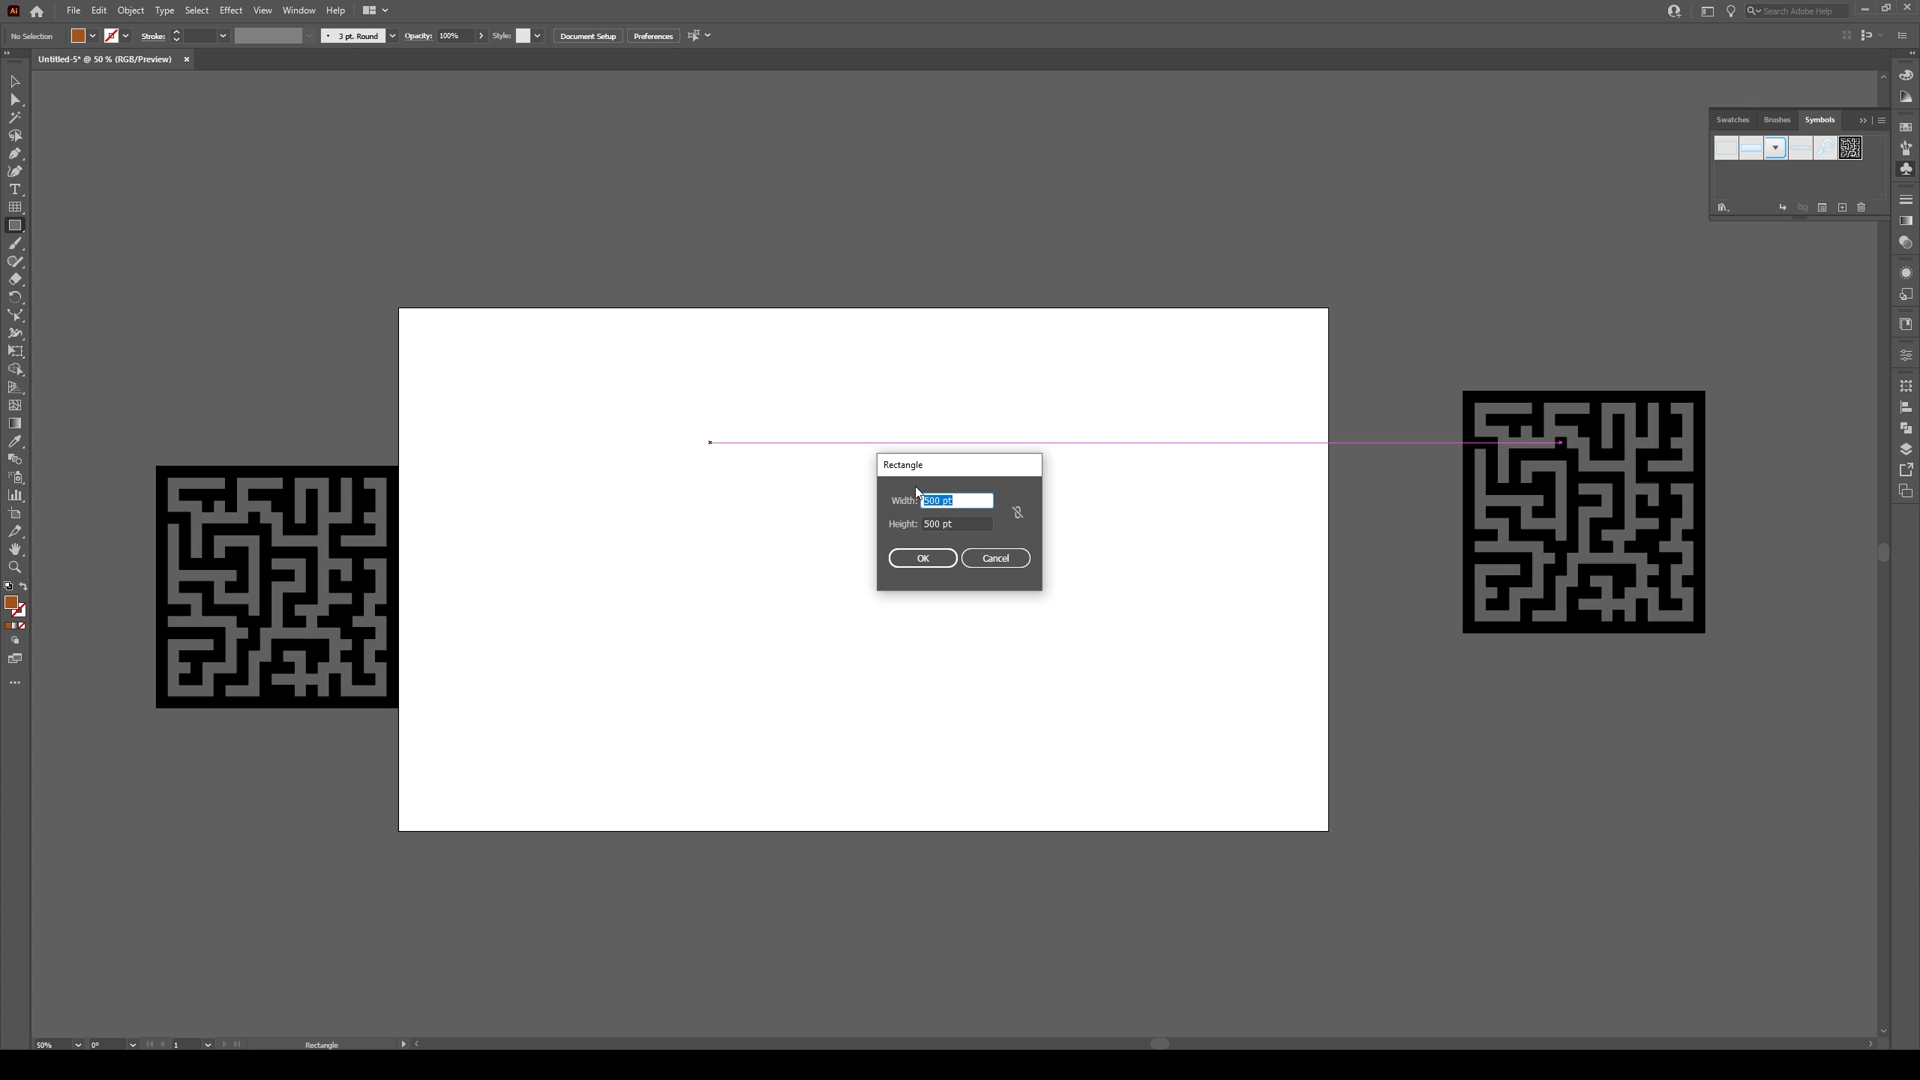 Ai File Edit Object Type Select Effect View Window Help Search Adobe Help
No Selection Stroke: 3 pt. Round Opacity: 100% Style: Document Setup Preferences
Untitled-5* @ 50 % (RGB/Preview) ×
Swatches Brushes Symbols
Rectangle
Width: 500 pt
Height: 500 pt
OK Cancel
50% 0° 1 Rectangle